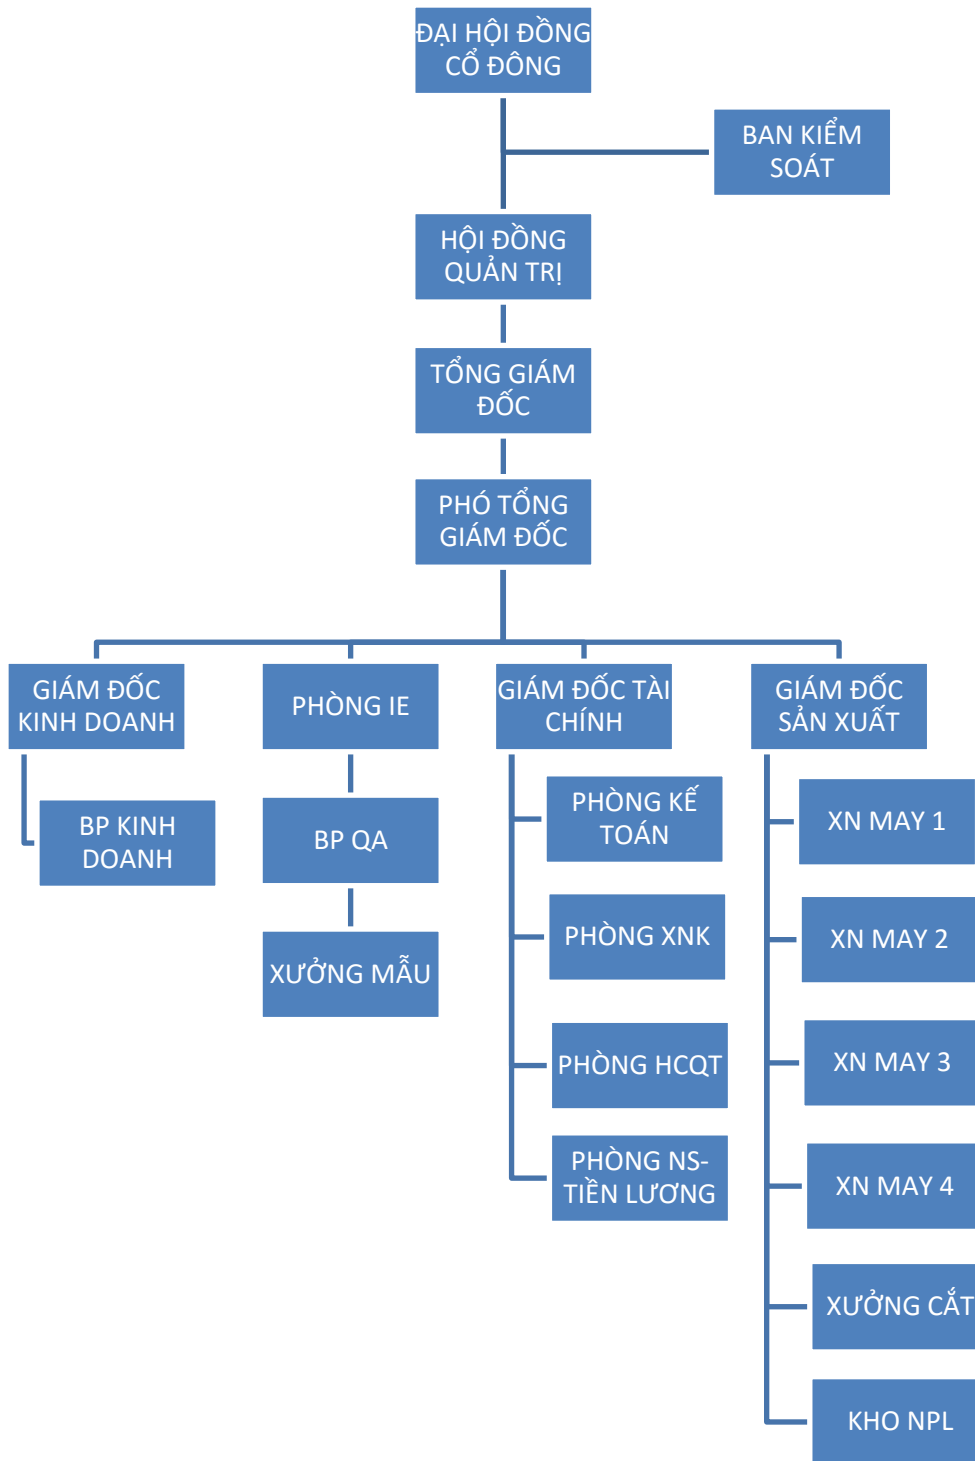 ĐẠI HỘI ĐỒNG
CỔ ĐÔNG
BAN KIỂM
SOÁT
HỘI ĐỒNG
QUẢN TRỊ
TỔNG GIÁM
ĐỐC
PHÓ TỔNG
GIÁM ĐỐC
GIÁM ĐỐC
KINH DOANH
PHÒNG IE
GIÁM ĐỐC TÀI
CHÍNH
GIÁM ĐỐC
SẢN XUẤT
BP KINH
DOANH
BP QA
XƯỞNG MẪU
PHÒNG KẾ
TOÁN
PHÒNG XNK
PHÒNG HCQT
PHÒNG NS-
TIỀN LƯƠNG
XN MAY 1
XN MAY 2
XN MAY 3
XN MAY 4
XƯỞNG CẮT
KHO NPL